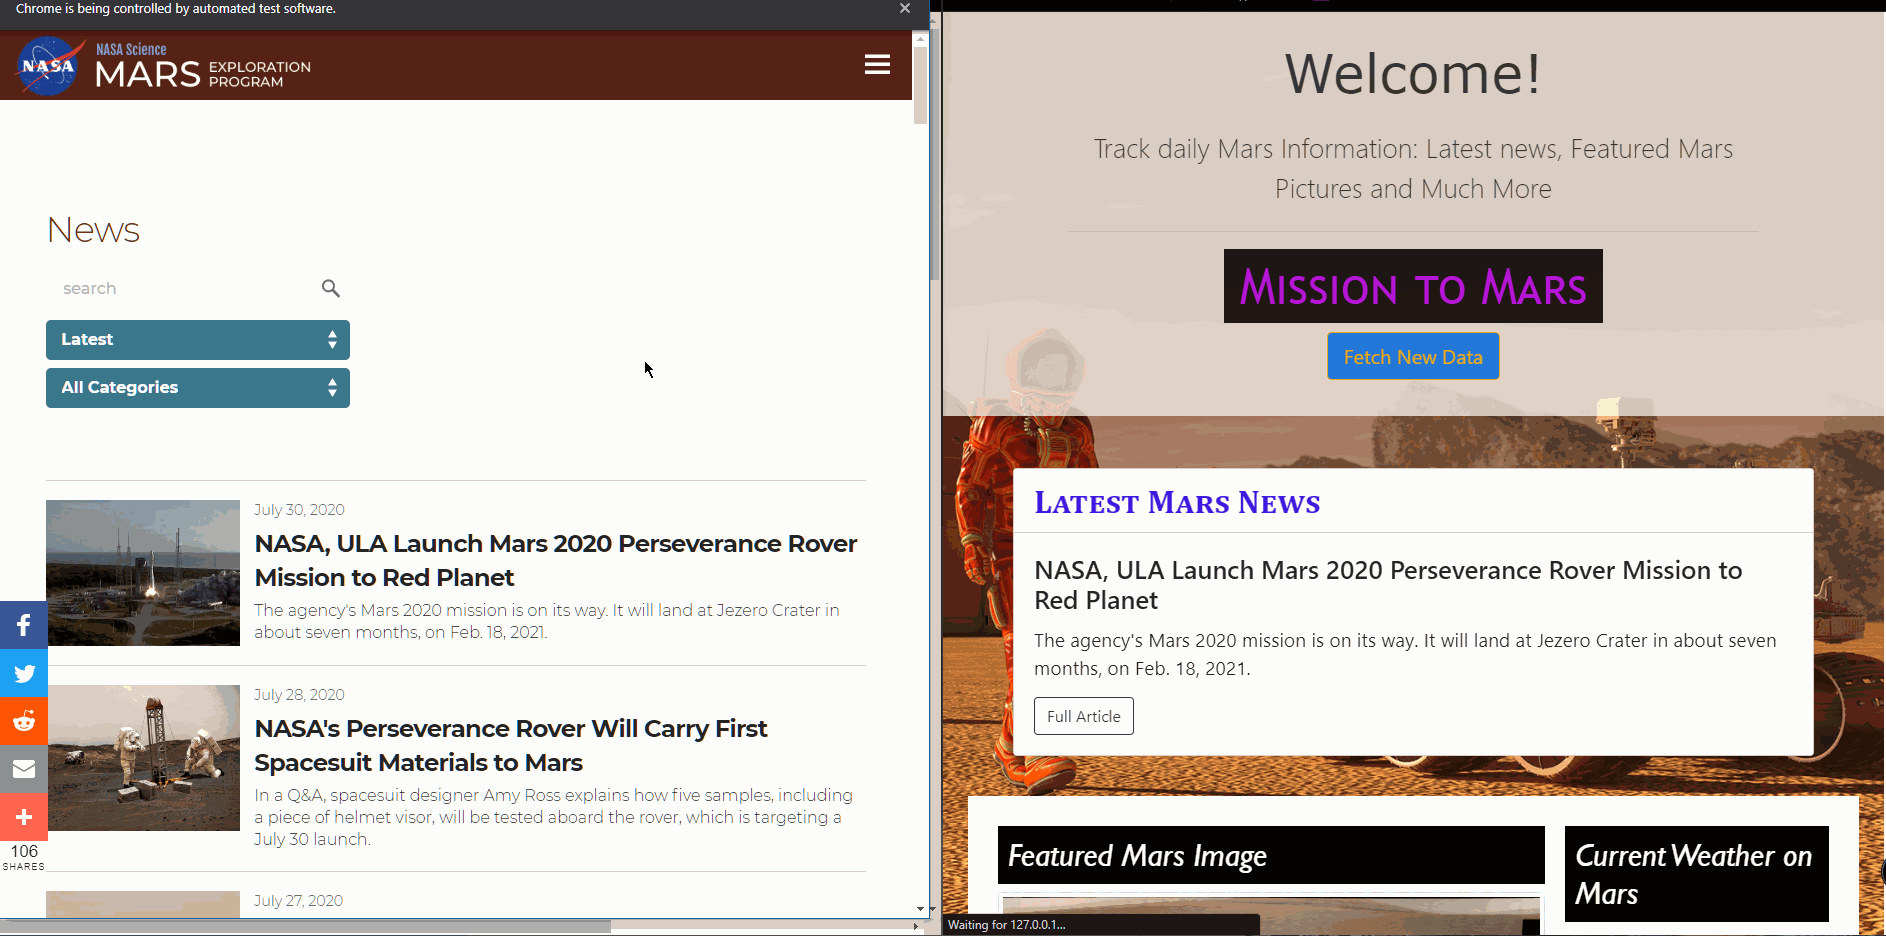 Chrome is being controlled by automated test software.
NASA
NASA Science
MARS EXPLORATION
PROGRAM
News
search
Latest
All Categories
July 30, 2020
NASA, ULA Launch Mars 2020 Perseverance Rover
Mission to Red Planet
The agency's Mars 2020 mission is on its way. It will land at Jezero Crater in
about seven months, on Feb. 18, 2021.
July 28, 2020
NASA's Perseverance Rover Will Carry First
Spacesuit Materials to Mars
In a Q&A, spacesuit designer Amy Ross explains how five samples, including
a piece of helmet visor, will be tested aboard the rover, which is targeting a
July 30 launch.
July 27, 2020
106
SHARES
Welcome!
Track daily Mars Information: Latest news, Featured Mars
Pictures and Much More
Mission to Mars
Fetch New Data
Latest Mars News
NASA, ULA Launch Mars 2020 Perseverance Rover Mission to
Red Planet
The agency's Mars 2020 mission is on its way. It will land at Jezero Crater in about seven
months, on Feb. 18, 2021.
Full Article
Featured Mars Image
Current Weather on
Mars
Waiting for 127.0.0.1...